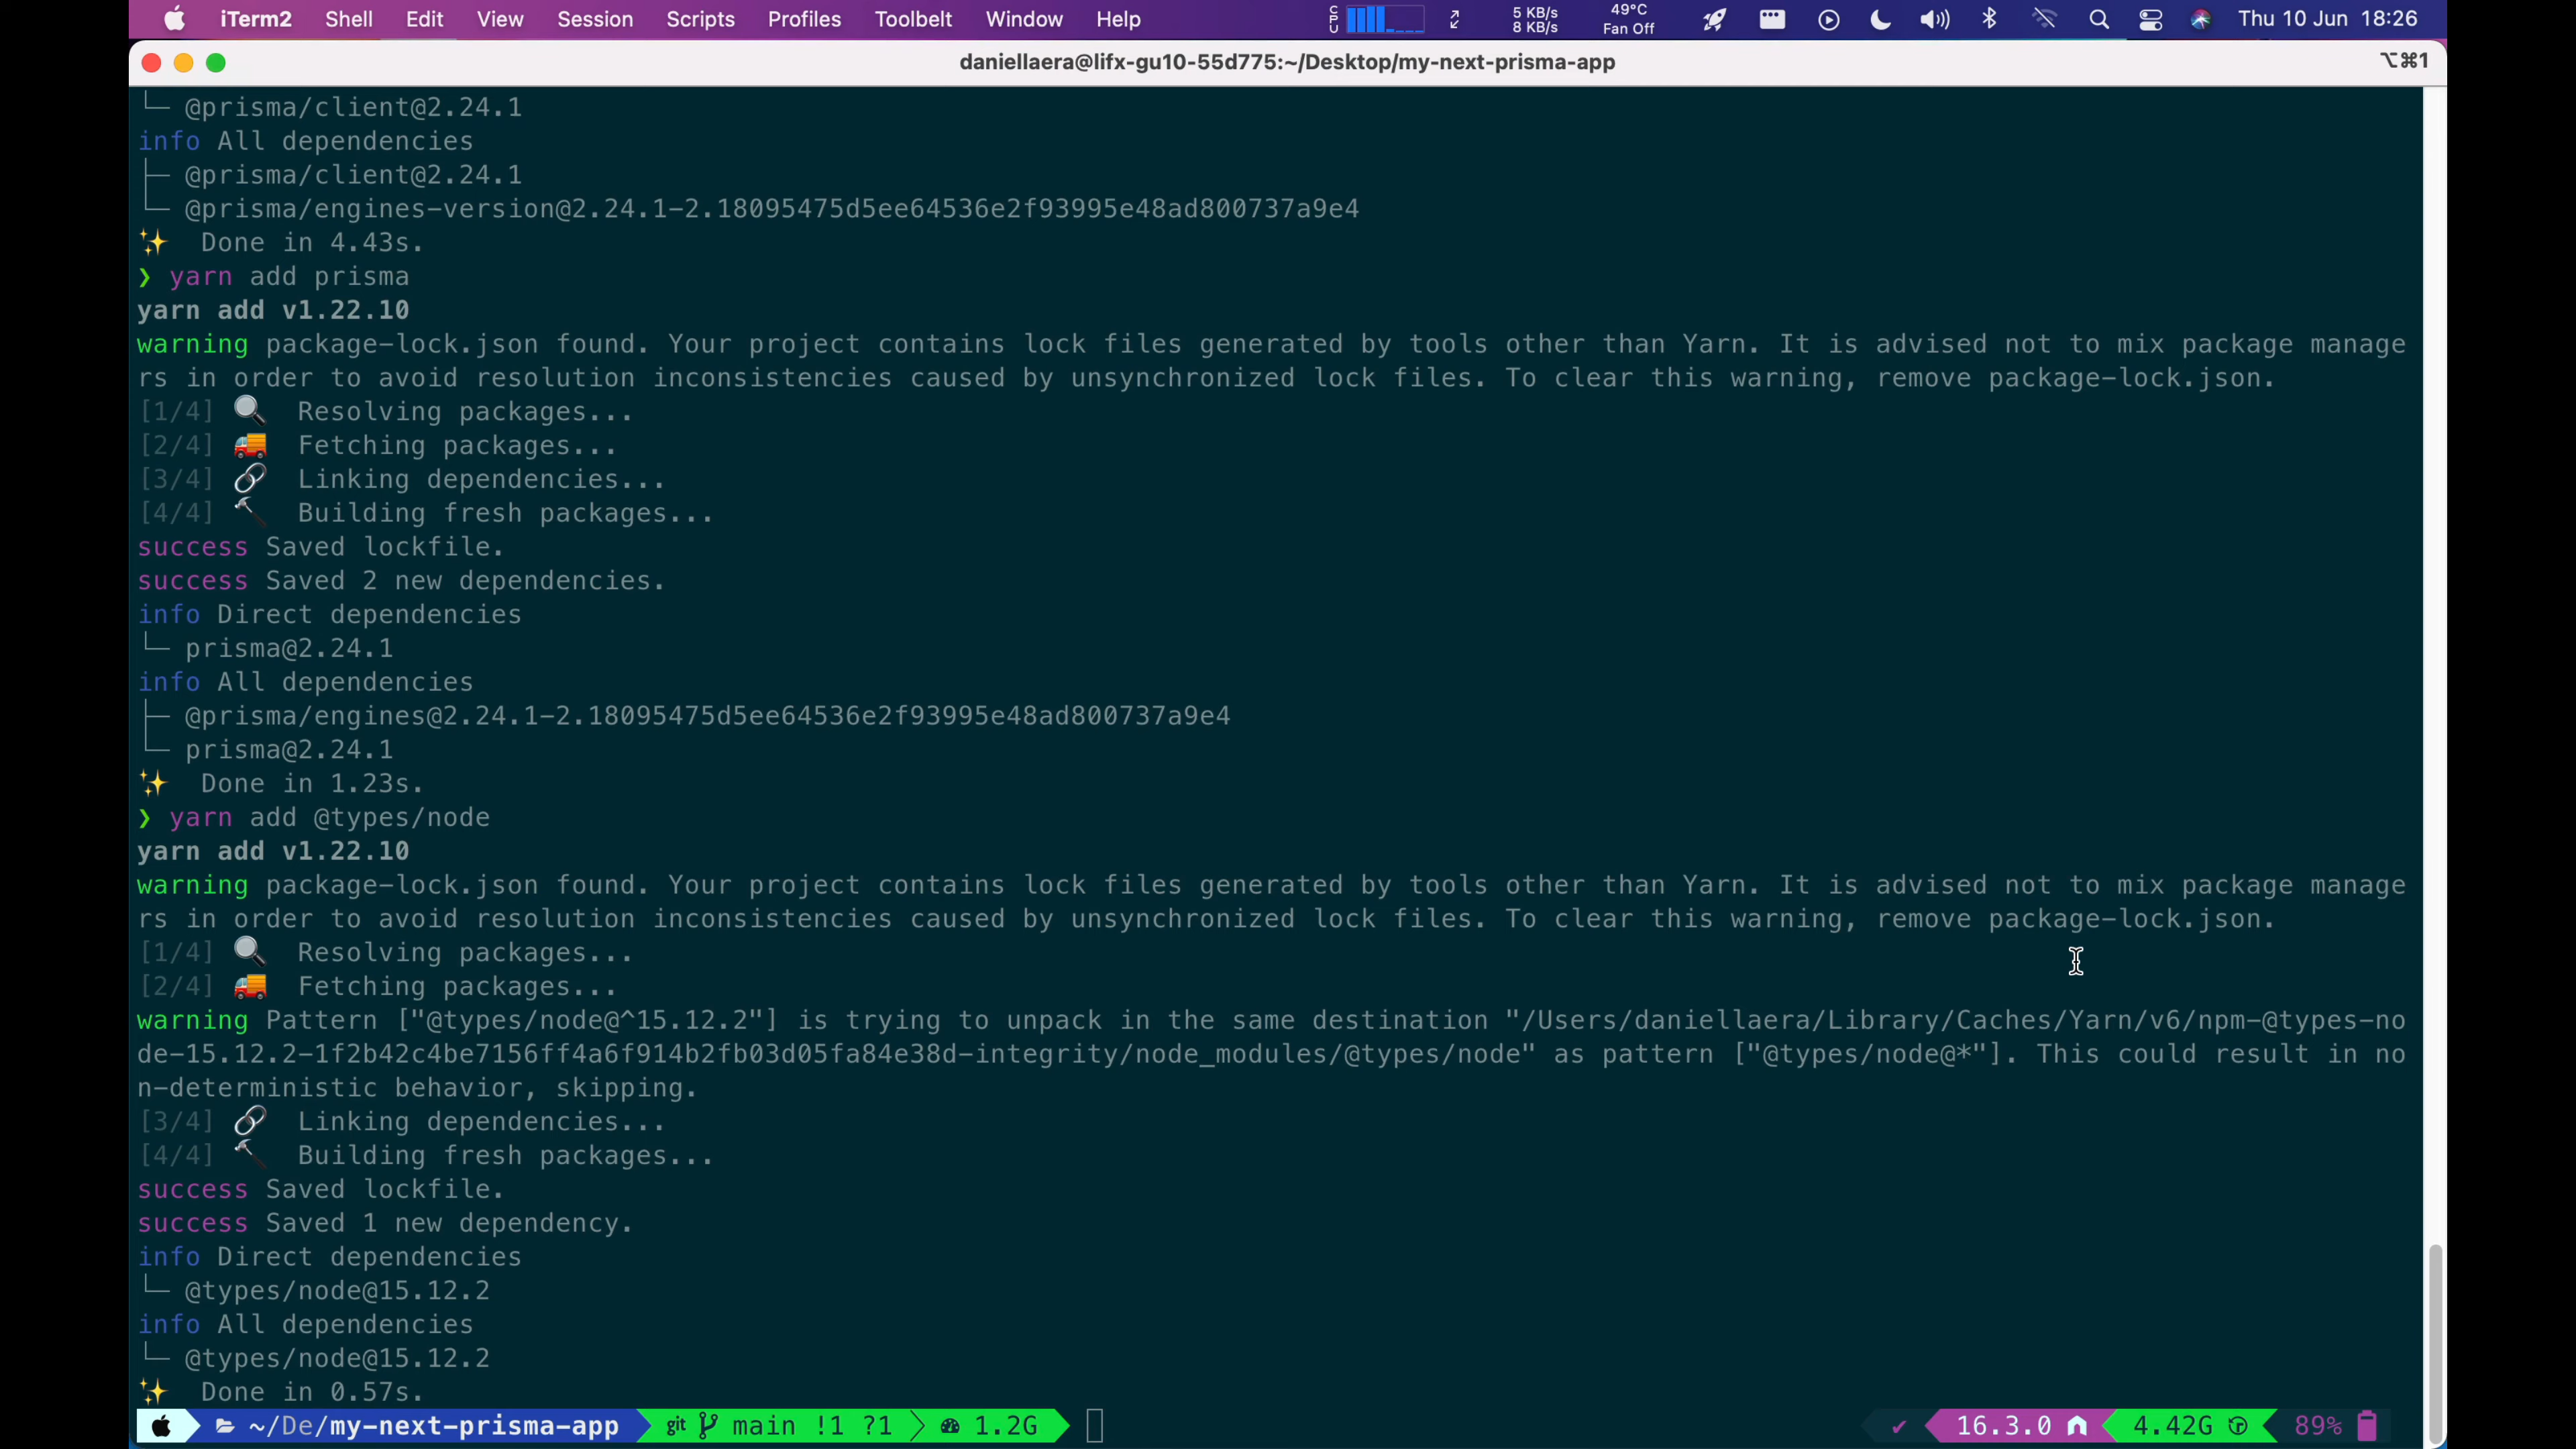 iTerm2 Shell Edit View Session Scripts Profiles Toolbelt Window Help CPU 5 KB/s 8 KB/s 49°C Fan Off Thu 10 Jun 18:26
daniellaera@lifx-gu10-55d775:~/Desktop/my-next-prisma-app ⌥⌘1
└─ @prisma/client@2.24.1
info All dependencies
├─ @prisma/client@2.24.1
└─ @prisma/engines-version@2.24.1-2.18095475d5ee64536e2f93995e48ad800737a9e4
✨ Done in 4.43s.
❯ yarn add prisma
yarn add v1.22.10
warning package-lock.json found. Your project contains lock files generated by tools other than Yarn. It is advised not to mix package manage
rs in order to avoid resolution inconsistencies caused by unsynchronized lock files. To clear this warning, remove package-lock.json.
[1/4] 🔍 Resolving packages...
[2/4] 🚚 Fetching packages...
[3/4] 🔗 Linking dependencies...
[4/4] 🔨 Building fresh packages...
success Saved lockfile.
success Saved 2 new dependencies.
info Direct dependencies
└─ prisma@2.24.1
info All dependencies
├─ @prisma/engines@2.24.1-2.18095475d5ee64536e2f93995e48ad800737a9e4
└─ prisma@2.24.1
✨ Done in 1.23s.
❯ yarn add @types/node
yarn add v1.22.10
warning package-lock.json found. Your project contains lock files generated by tools other than Yarn. It is advised not to mix package manage
rs in order to avoid resolution inconsistencies caused by unsynchronized lock files. To clear this warning, remove package-lock.json.
[1/4] 🔍 Resolving packages...
[2/4] 🚚 Fetching packages...
warning Pattern ["@types/node@^15.12.2"] is trying to unpack in the same destination "/Users/daniellaera/Library/Caches/Yarn/v6/npm-@types-no
de-15.12.2-1f2b42c4be7156ff4a6f914b2fb03d05fa84e38d-integrity/node_modules/@types/node" as pattern ["@types/node@*"]. This could result in no
n-deterministic behavior, skipping.
[3/4] 🔗 Linking dependencies...
[4/4] 🔨 Building fresh packages...
success Saved lockfile.
success Saved 1 new dependency.
info Direct dependencies
└─ @types/node@15.12.2
info All dependencies
└─ @types/node@15.12.2
✨ Done in 0.57s.
~/De/my-next-prisma-app git main !1 ?1 1.2G ✔ 16.3.0 4.42G 89%